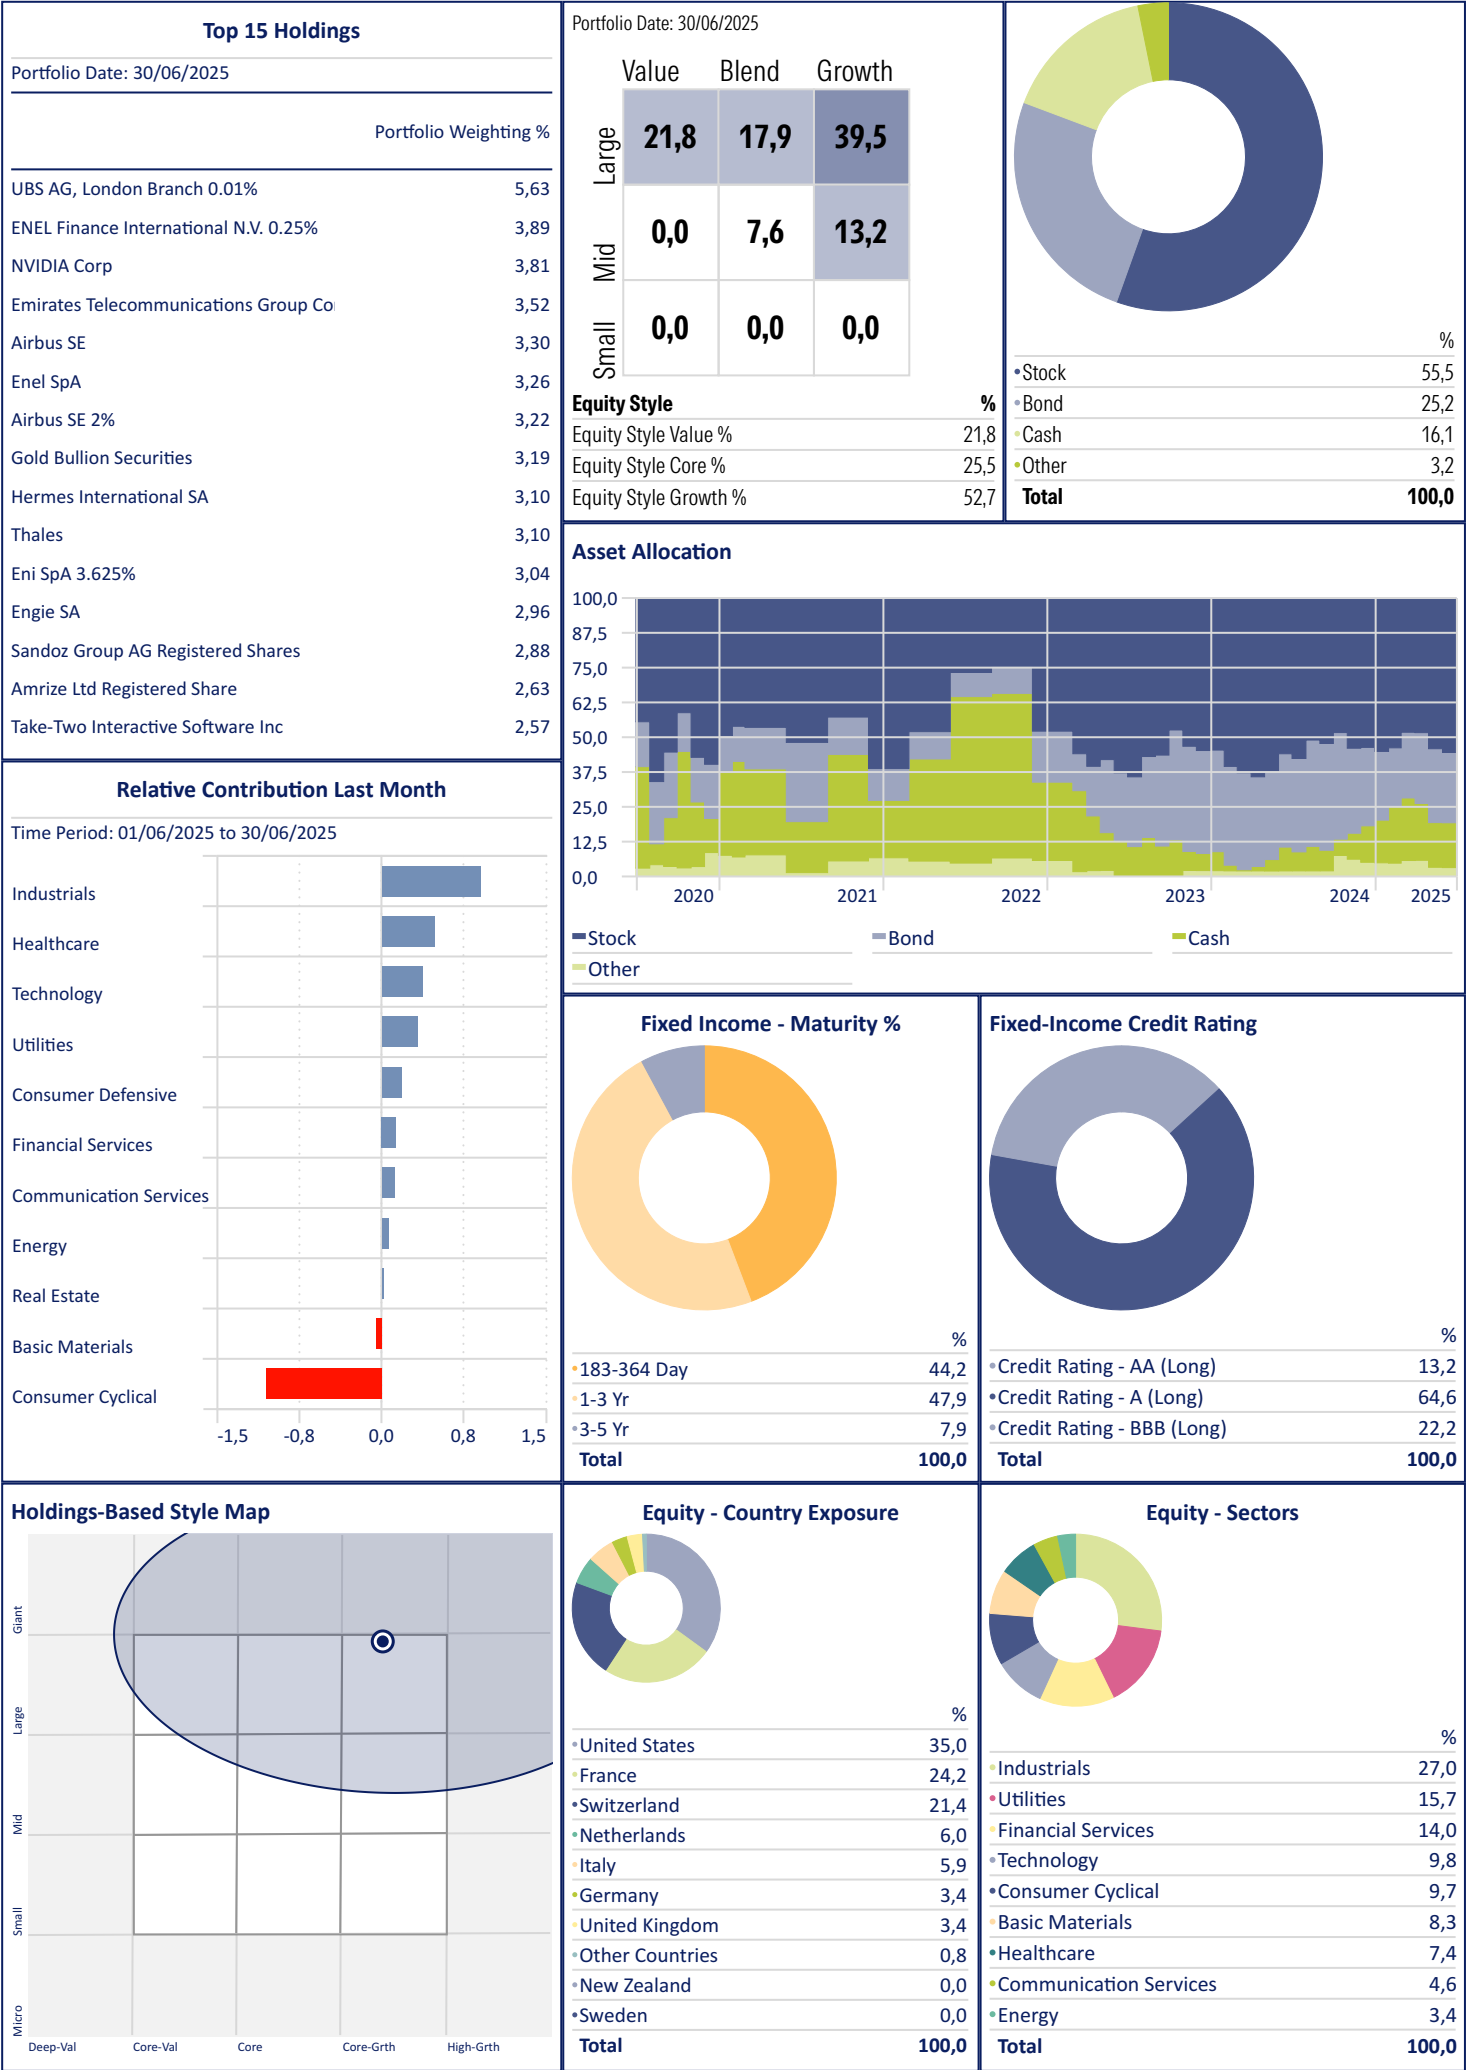 Top 15 Holdings
Portfolio Date: 30/06/2025
Portfolio Weighting %
UBS AG, London Branch 0.01% 5,63
ENEL Finance International N.V. 0.25% 3,89
NVIDIA Corp 3,81
Emirates Telecommunications Group Co 3,52
Airbus SE 3,30
Enel SpA 3,26
Airbus SE 2% 3,22
Gold Bullion Securities 3,19
Hermes International SA 3,10
Thales 3,10
Eni SpA 3.625% 3,04
Engie SA 2,96
Sandoz Group AG Registered Shares 2,88
Amrize Ltd Registered Share 2,63
Take-Two Interactive Software Inc 2,57
Portfolio Date: 30/06/2025
Value Blend Growth
Large 21,8 17,9 39,5
Mid 0,0 7,6 13,2
Small 0,0 0,0 0,0
Equity Style %
Equity Style Value % 21,8
Equity Style Core % 25,5
Equity Style Growth % 52,7
%
Stock 55,5
Bond 25,2
Cash 16,1
Other 3,2
Total 100,0
Asset Allocation
100,0
87,5
75,0
62,5
50,0
37,5
25,0
12,5
0,0
2020 2021 2022 2023 2024 2025
Stock Bond Cash
Other
Relative Contribution Last Month
Time Period: 01/06/2025 to 30/06/2025
Industrials
Healthcare
Technology
Utilities
Consumer Defensive
Financial Services
Communication Services
Energy
Real Estate
Basic Materials
Consumer Cyclical
-1,5 -0,8 0,0 0,8 1,5
Fixed Income - Maturity %
%
183-364 Day 44,2
1-3 Yr 47,9
3-5 Yr 7,9
Total 100,0
Fixed-Income Credit Rating
%
Credit Rating - AA (Long) 13,2
Credit Rating - A (Long) 64,6
Credit Rating - BBB (Long) 22,2
Total 100,0
Holdings-Based Style Map
Giant
Large
Mid
Small
Micro
Deep-Val Core-Val Core Core-Grth High-Grth
Equity - Country Exposure
%
United States 35,0
France 24,2
Switzerland 21,4
Netherlands 6,0
Italy 5,9
Germany 3,4
United Kingdom 3,4
Other Countries 0,8
New Zealand 0,0
Sweden 0,0
Total 100,0
Equity - Sectors
%
Industrials 27,0
Utilities 15,7
Financial Services 14,0
Technology 9,8
Consumer Cyclical 9,7
Basic Materials 8,3
Healthcare 7,4
Communication Services 4,6
Energy 3,4
Total 100,0